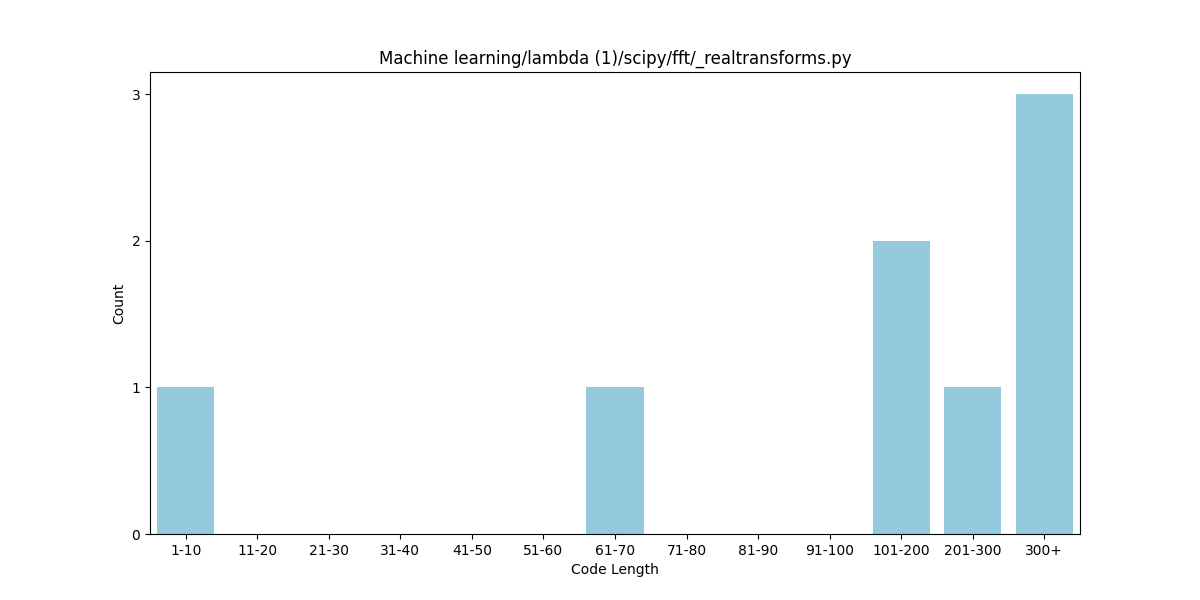 Machine learning/lambda (1)/scipy/fft/_realtransforms.py
3
2
1
0
Count
1-10 11-20 21-30 31-40 41-50 51-60 61-70 71-80 81-90 91-100 101-200 201-300 300+
Code Length